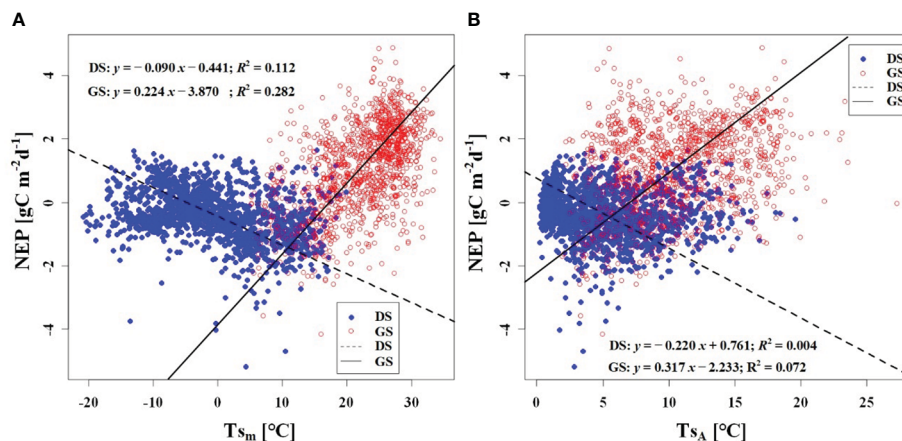 A
DS: y = −0.090 x − 0.441; R² = 0.112
GS: y = 0.224 x − 3.870 ; R² = 0.282
NEP [gC m⁻²d⁻¹]
4
2
0
-2
-4
DS
GS
DS
GS
-20 -10 0 10 20 30
Tsₘ [°C]
B
DS
GS
DS
GS
NEP [gC m⁻²d⁻¹]
4
2
0
-2
-4
DS: y = −0.220 x + 0.761; R² = 0.004
GS: y = 0.317 x − 2.233; R² = 0.072
0 5 10 15 20 25
Ts_A [°C]